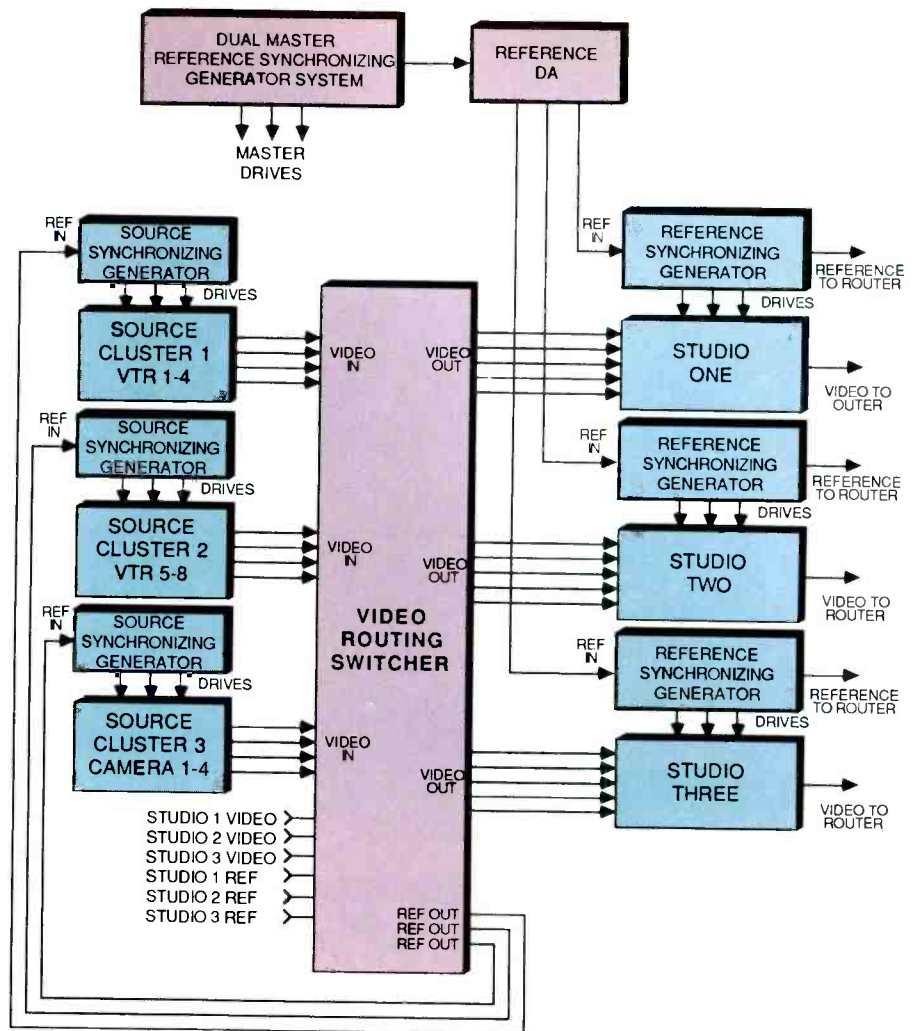 DUAL MASTER
REFERENCE SYNCHRONIZING
GENERATOR SYSTEM
REFERENCE
DA
MASTER
DRIVES
REF
IN
SOURCE
SYNCHRONIZING
GENERATOR
DRIVES
SOURCE
CLUSTER 1
VTR 1-4
REF
IN
SOURCE
SYNCHRONIZING
GENERATOR
DRIVES
SOURCE
CLUSTER 2
VTR 5-8
REF
IN
SOURCE
SYNCHRONIZING
GENERATOR
DRIVES
SOURCE
CLUSTER 3
CAMERA 1-4
STUDIO 1 VIDEO
STUDIO 2 VIDEO
STUDIO 3 VIDEO
STUDIO 1 REF
STUDIO 2 REF
STUDIO 3 REF
VIDEO
IN
VIDEO
OUT
VIDEO
IN
VIDEO
OUT
VIDEO
ROUTING
SWITCHER
VIDEO
IN
VIDEO
OUT
REF OUT
REF OUT
REF OUT
REF
IN
REFERENCE
SYNCHRONIZING
GENERATOR
REFERENCE
TO ROUTER
DRIVES
STUDIO
ONE
VIDEO TO
OUTER
REF
IN
REFERENCE
SYNCHRONIZING
GENERATOR
REFERENCE
TO ROUTER
DRIVES
STUDIO
TWO
VIDEO TO
ROUTER
REF
IN
REFERENCE
SYNCHRONIZING
GENERATOR
REFERENCE
TO ROUTER
DRIVES
STUDIO
THREE
VIDEO TO
ROUTER